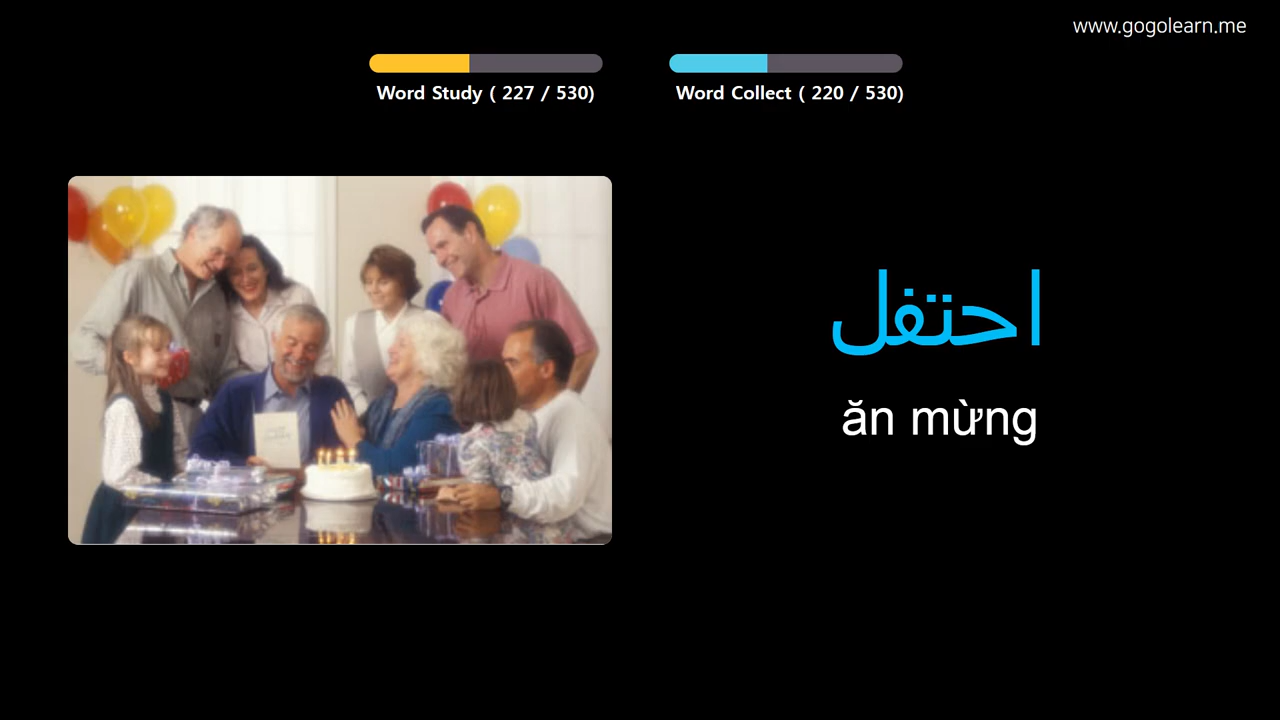 www.gogolearn.me
Word Study ( 227 / 530)
Word Collect ( 220 / 530)
احتفل
ăn mừng